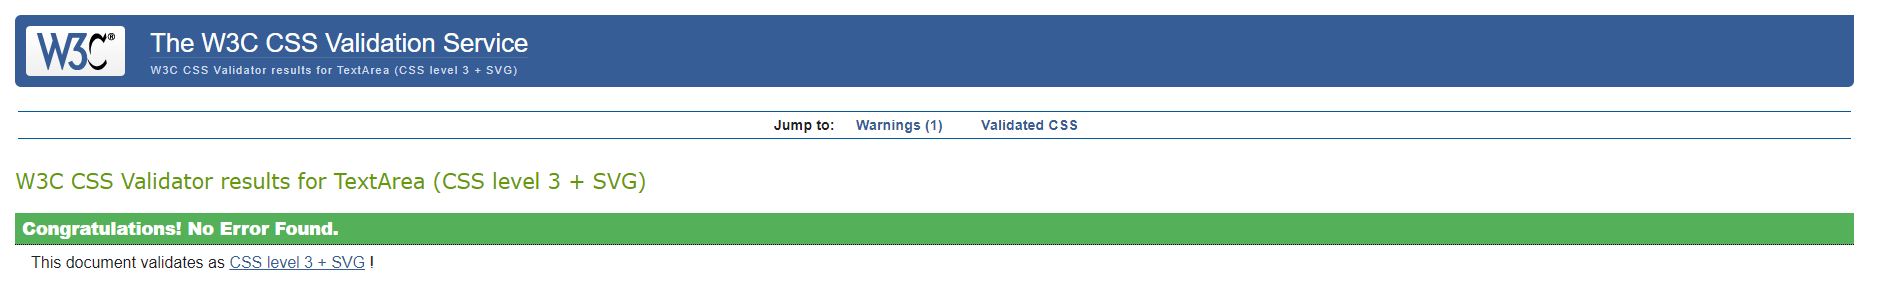 W3C®
The W3C CSS Validation Service
W3C CSS Validator results for TextArea (CSS level 3 + SVG)
Jump to: Warnings (1) Validated CSS
W3C CSS Validator results for TextArea (CSS level 3 + SVG)
Congratulations! No Error Found.
This document validates as CSS level 3 + SVG !